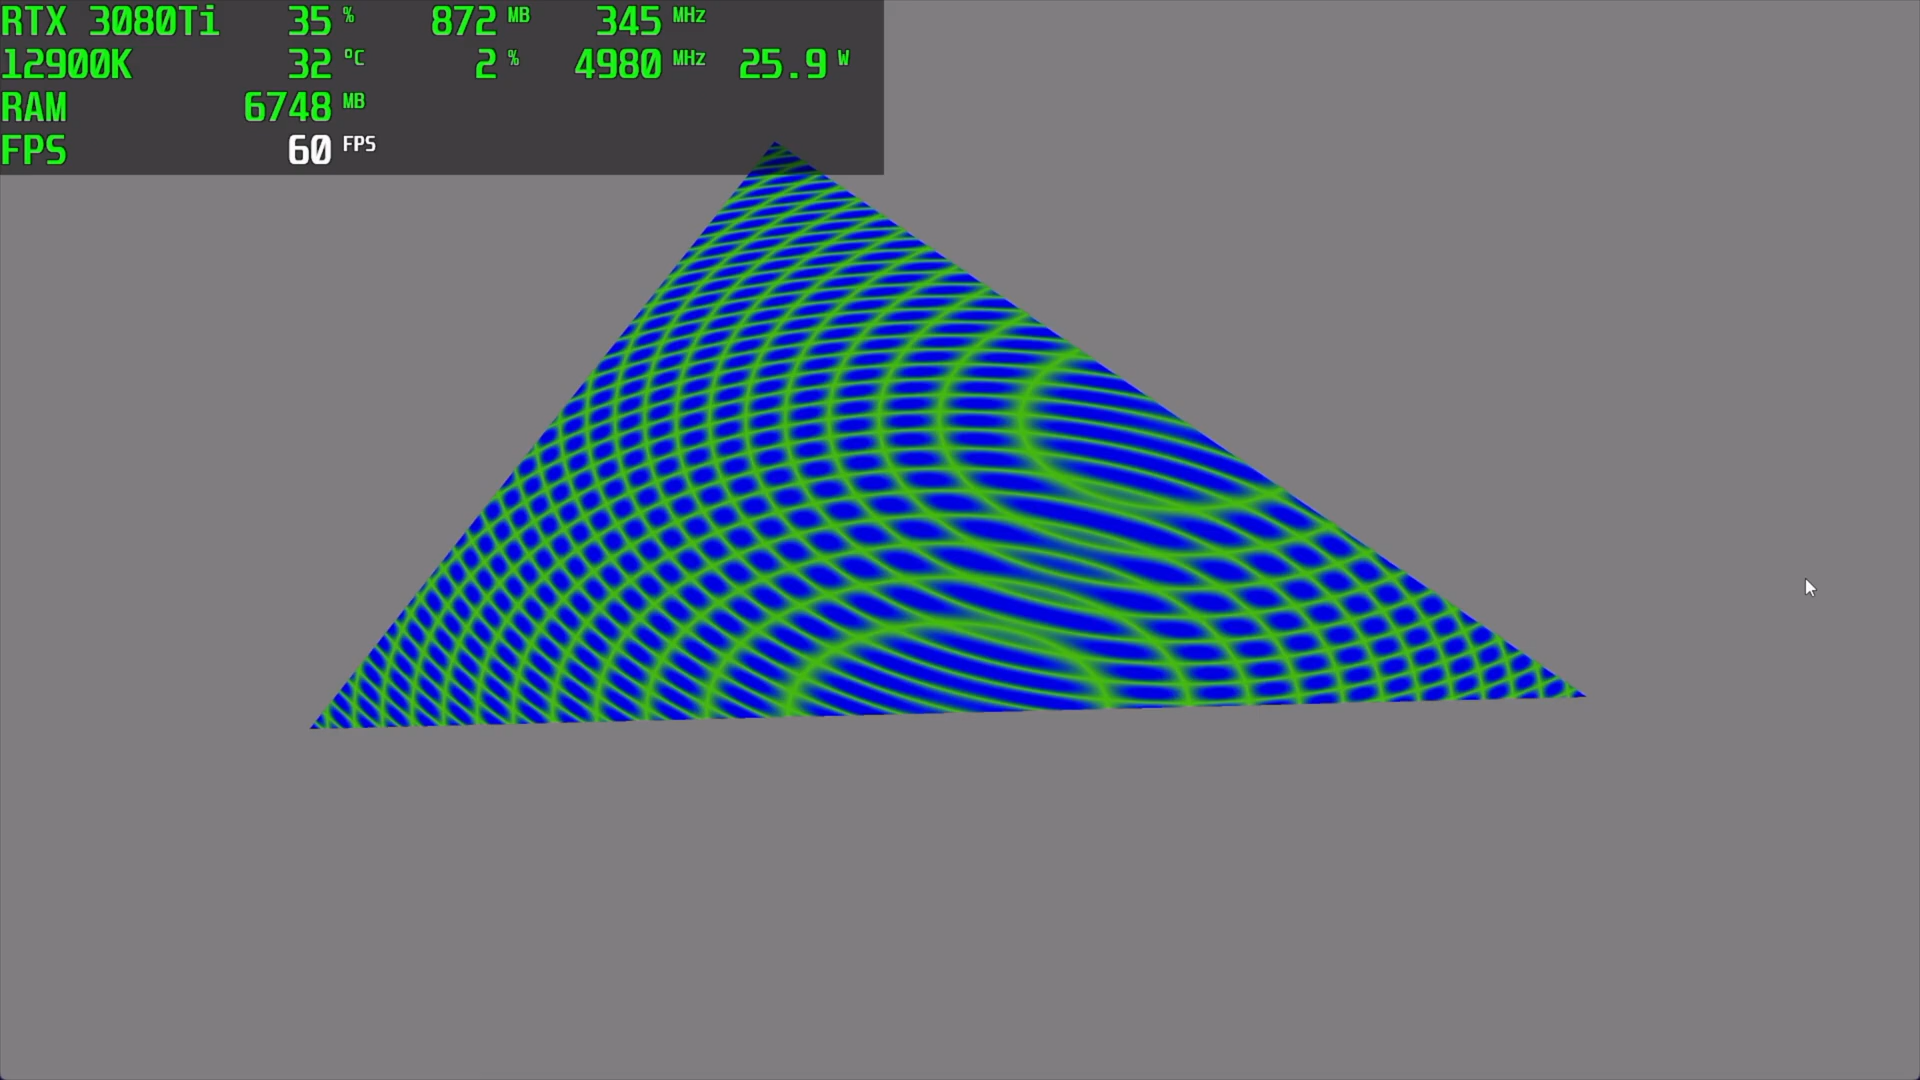 RTX 3080Ti 35 % 872 MB 345 MHz
12900K 32 °C 2 % 4980 MHz 25.9 W
RAM 6748 MB
FPS 60 FPS